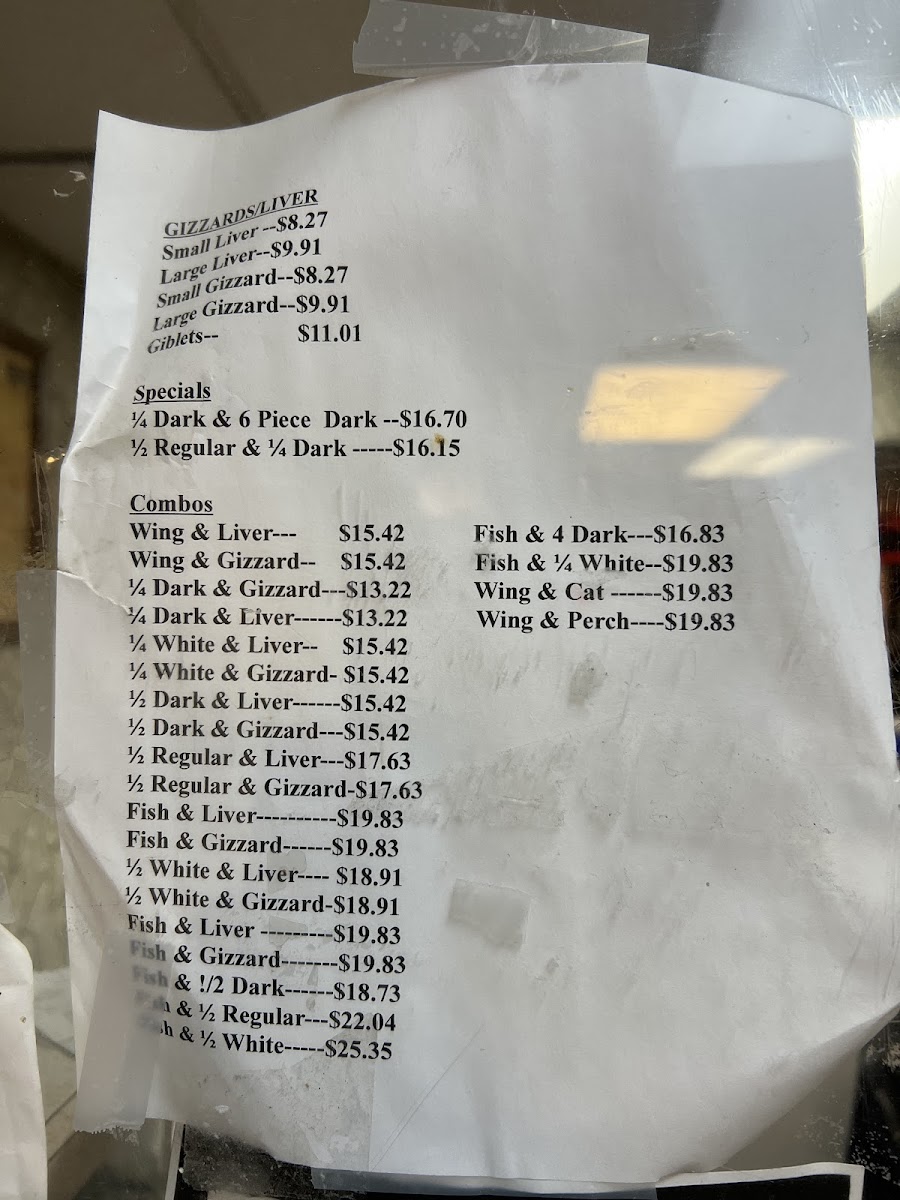 GIZZARDS/LIVER
Small Liver --$8.27
Large Liver--$9.91
Small Gizzard--$8.27
Large Gizzard--$9.91
Giblets-- $11.01
Specials
¼ Dark & 6 Piece Dark --$16.70
½ Regular & ¼ Dark -----$16.15
Combos
Wing & Liver--- $15.42
Wing & Gizzard-- $15.42
¼ Dark & Gizzard---$13.22
¼ Dark & Liver------$13.22
¼ White & Liver-- $15.42
¼ White & Gizzard- $15.42
½ Dark & Liver------$15.42
½ Dark & Gizzard---$15.42
½ Regular & Liver---$17.63
½ Regular & Gizzard-$17.63
Fish & Liver----------$19.83
Fish & Gizzard------$19.83
½ White & Liver---- $18.91
½ White & Gizzard-$18.91
Fish & Liver ---------$19.83
Fish & Gizzard-------$19.83
Fish & !/2 Dark------$18.73
Fish & ½ Regular---$22.04
Fish & ½ White-----$25.35
Fish & 4 Dark---$16.83
Fish & ¼ White--$19.83
Wing & Cat ------$19.83
Wing & Perch----$19.83